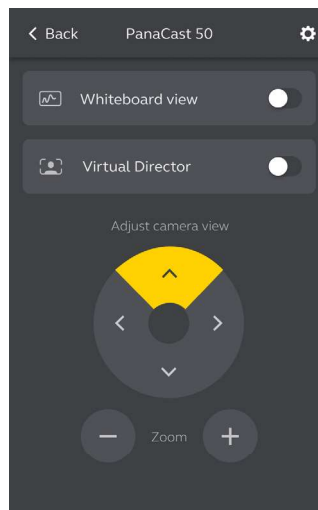 Back PanaCast 50
Whiteboard view
Virtual Director
Adjust camera view
Zoom